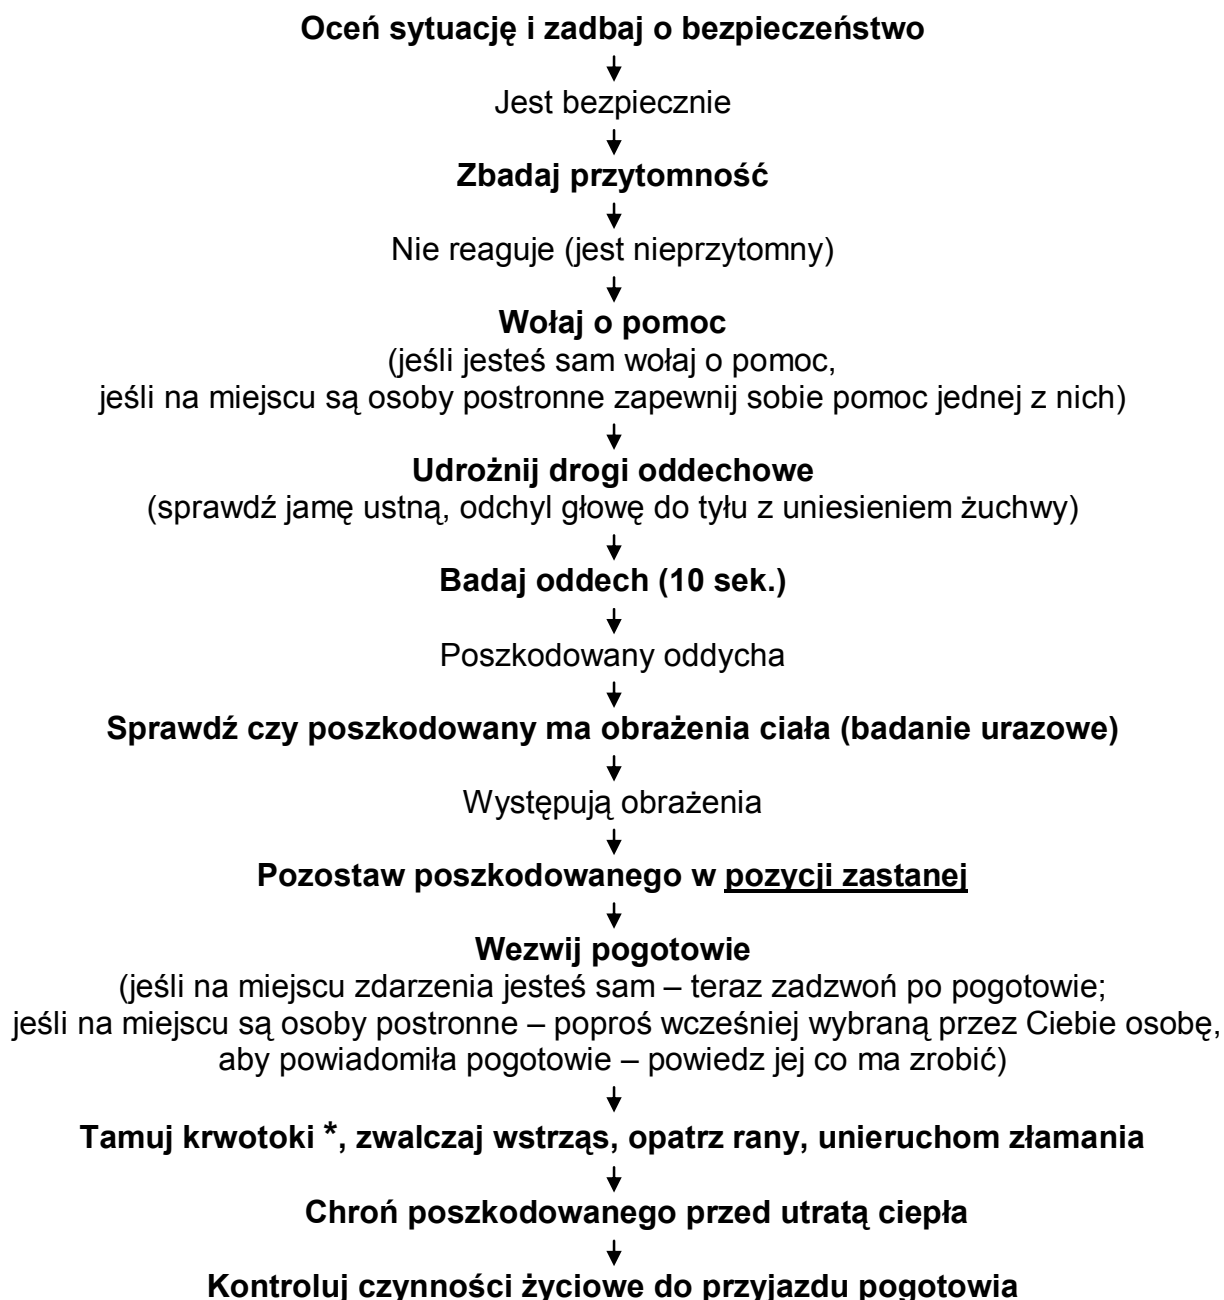 Oceń sytuację i zadbaj o bezpieczeństwo
Jest bezpiecznie
Zbadaj przytomność
Nie reaguje (jest nieprzytomny)
Wołaj o pomoc
(jeśli jesteś sam wołaj o pomoc,
jeśli na miejscu są osoby postronne zapewnij sobie pomoc jednej z nich)
Udrożnij drogi oddechowe
(sprawdź jamę ustną, odchyl głowę do tyłu z uniesieniem żuchwy)
Badaj oddech (10 sek.)
Poszkodowany oddycha
Sprawdź czy poszkodowany ma obrażenia ciała (badanie urazowe)
Występują obrażenia
Pozostaw poszkodowanego w pozycji zastanej
Wezwij pogotowie
(jeśli na miejscu zdarzenia jesteś sam – teraz zadzwoń po pogotowie;
jeśli na miejscu są osoby postronne – poproś wcześniej wybraną przez Ciebie osobę,
aby powiadomiła pogotowie – powiedz jej co ma zrobić)
Tamuj krwotoki *, zwalczaj wstrząs, opatrz rany, unieruchom złamania
Chroń poszkodowanego przed utratą ciepła
Kontroluj czynności życiowe do przyjazdu pogotowia